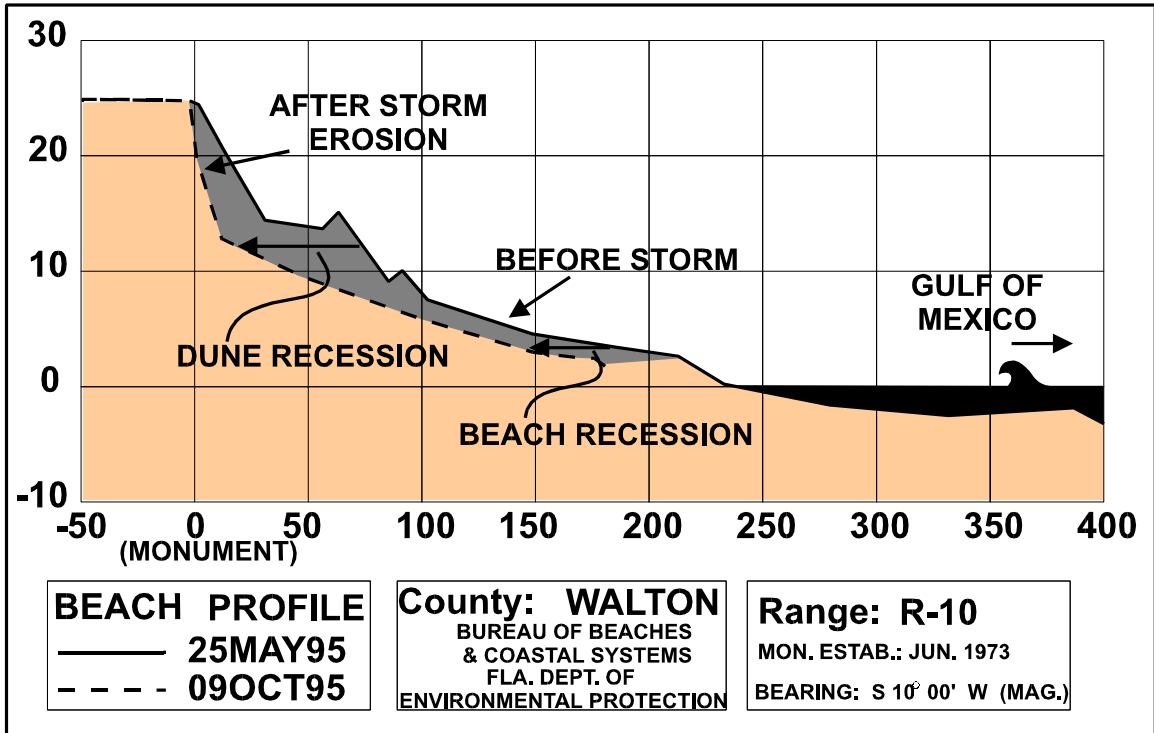 30
20
10
0
-10
AFTER STORM
EROSION
BEFORE STORM
GULF OF
MEXICO
DUNE RECESSION
BEACH RECESSION
-50 0 50 100 150 200 250 300 350 400
(MONUMENT)
BEACH PROFILE
25MAY95
09OCT95
County: WALTON
BUREAU OF BEACHES
& COASTAL SYSTEMS
FLA. DEPT. OF
ENVIRONMENTAL PROTECTION
Range: R-10
MON. ESTAB.: JUN. 1973
BEARING: S 10° 00' W (MAG.)